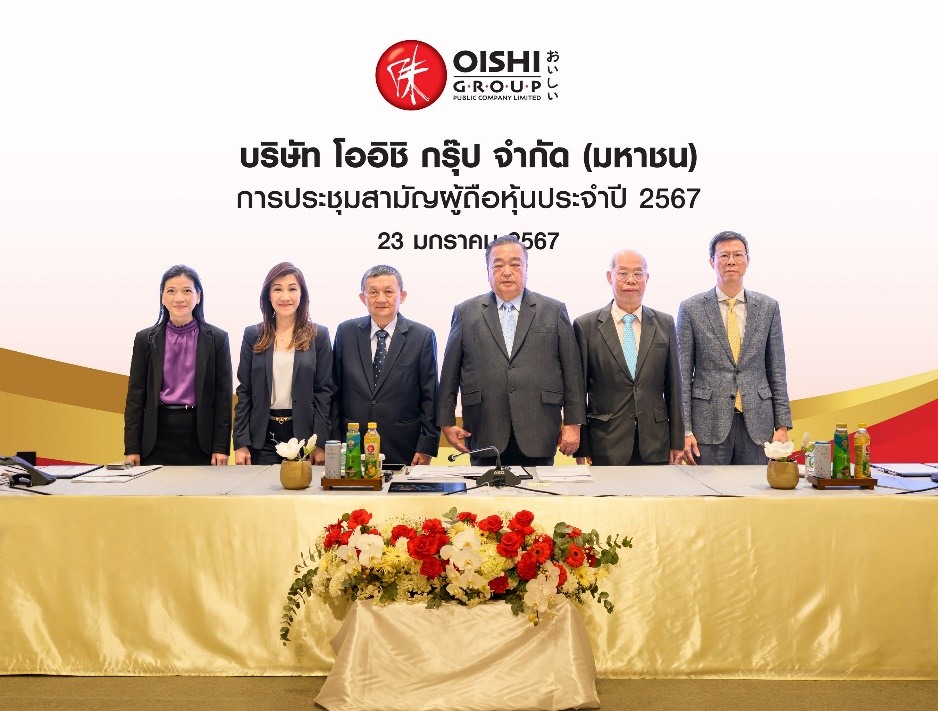 味
OISHI
おいしい
G·R·O·U·P
PUBLIC COMPANY LIMITED
บริษัท โออิชิ กรุ๊ป จำกัด (มหาชน)
การประชุมสามัญผู้ถือหุ้นประจำปี 2567
23 มกราคม 2567